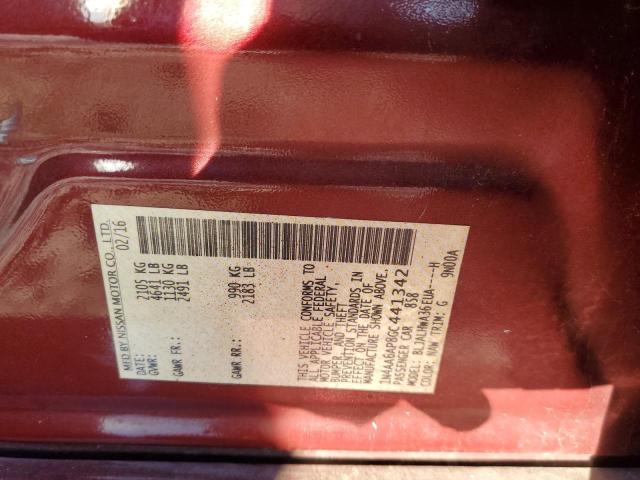 MFD BY NISSAN MOTOR CO., LTD.
DATE: 02/16
GVWR: 2105 KG
4641 LB
GAWR FR: 1130 KG
2491 LB
GAWR RR: 990 KG
2183 LB
THIS VEHICLE CONFORMS TO
ALL APPLICABLE FEDERAL
MOTOR VEHICLE SAFETY,
BUMPER, AND THEFT
PREVENTION STANDARDS IN
EFFECT ON THE DATE OF
MANUFACTURE SHOWN ABOVE.
1N4AA6AP8GC441342
PASSENGER CAR 858
MODEL: BLJALHWA36EUA----H
COLOR: NAW TRIM: G 9N00A